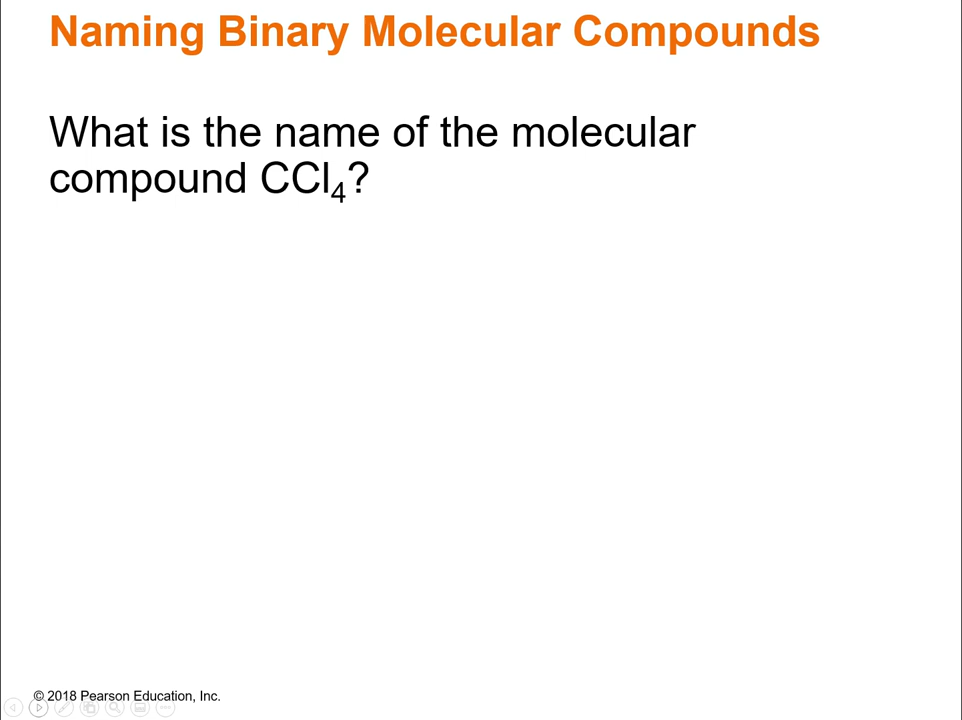 Naming Binary Molecular Compounds
What is the name of the molecular
compound CCl₄?
© 2018 Pearson Education, Inc.